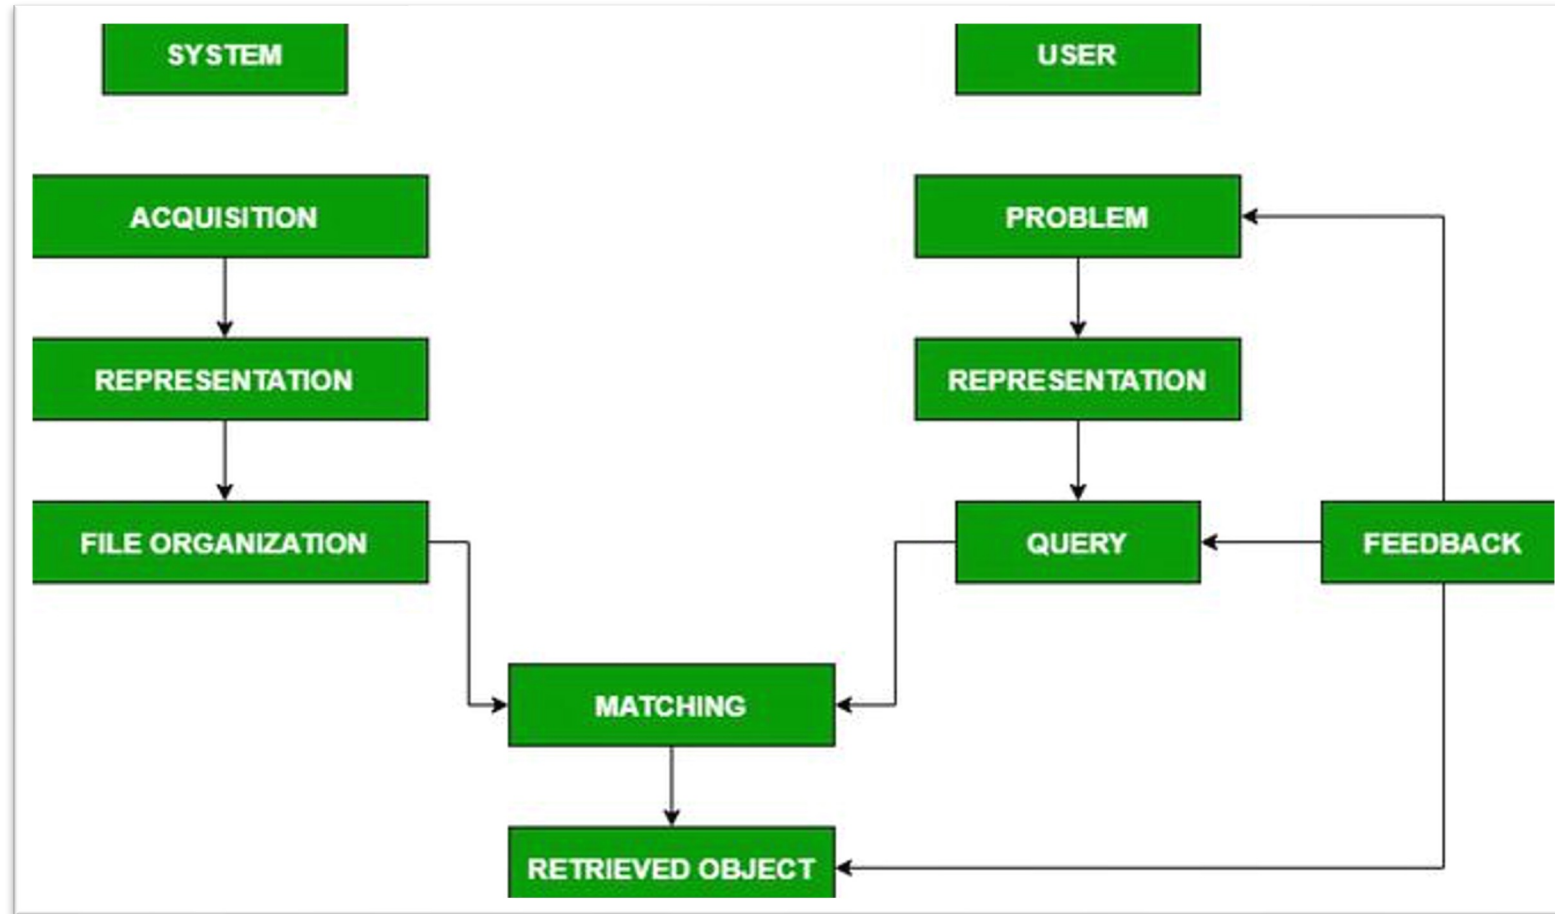 SYSTEM
USER
ACQUISITION
PROBLEM
REPRESENTATION
REPRESENTATION
FILE ORGANIZATION
QUERY
FEEDBACK
MATCHING
RETRIEVED OBJECT